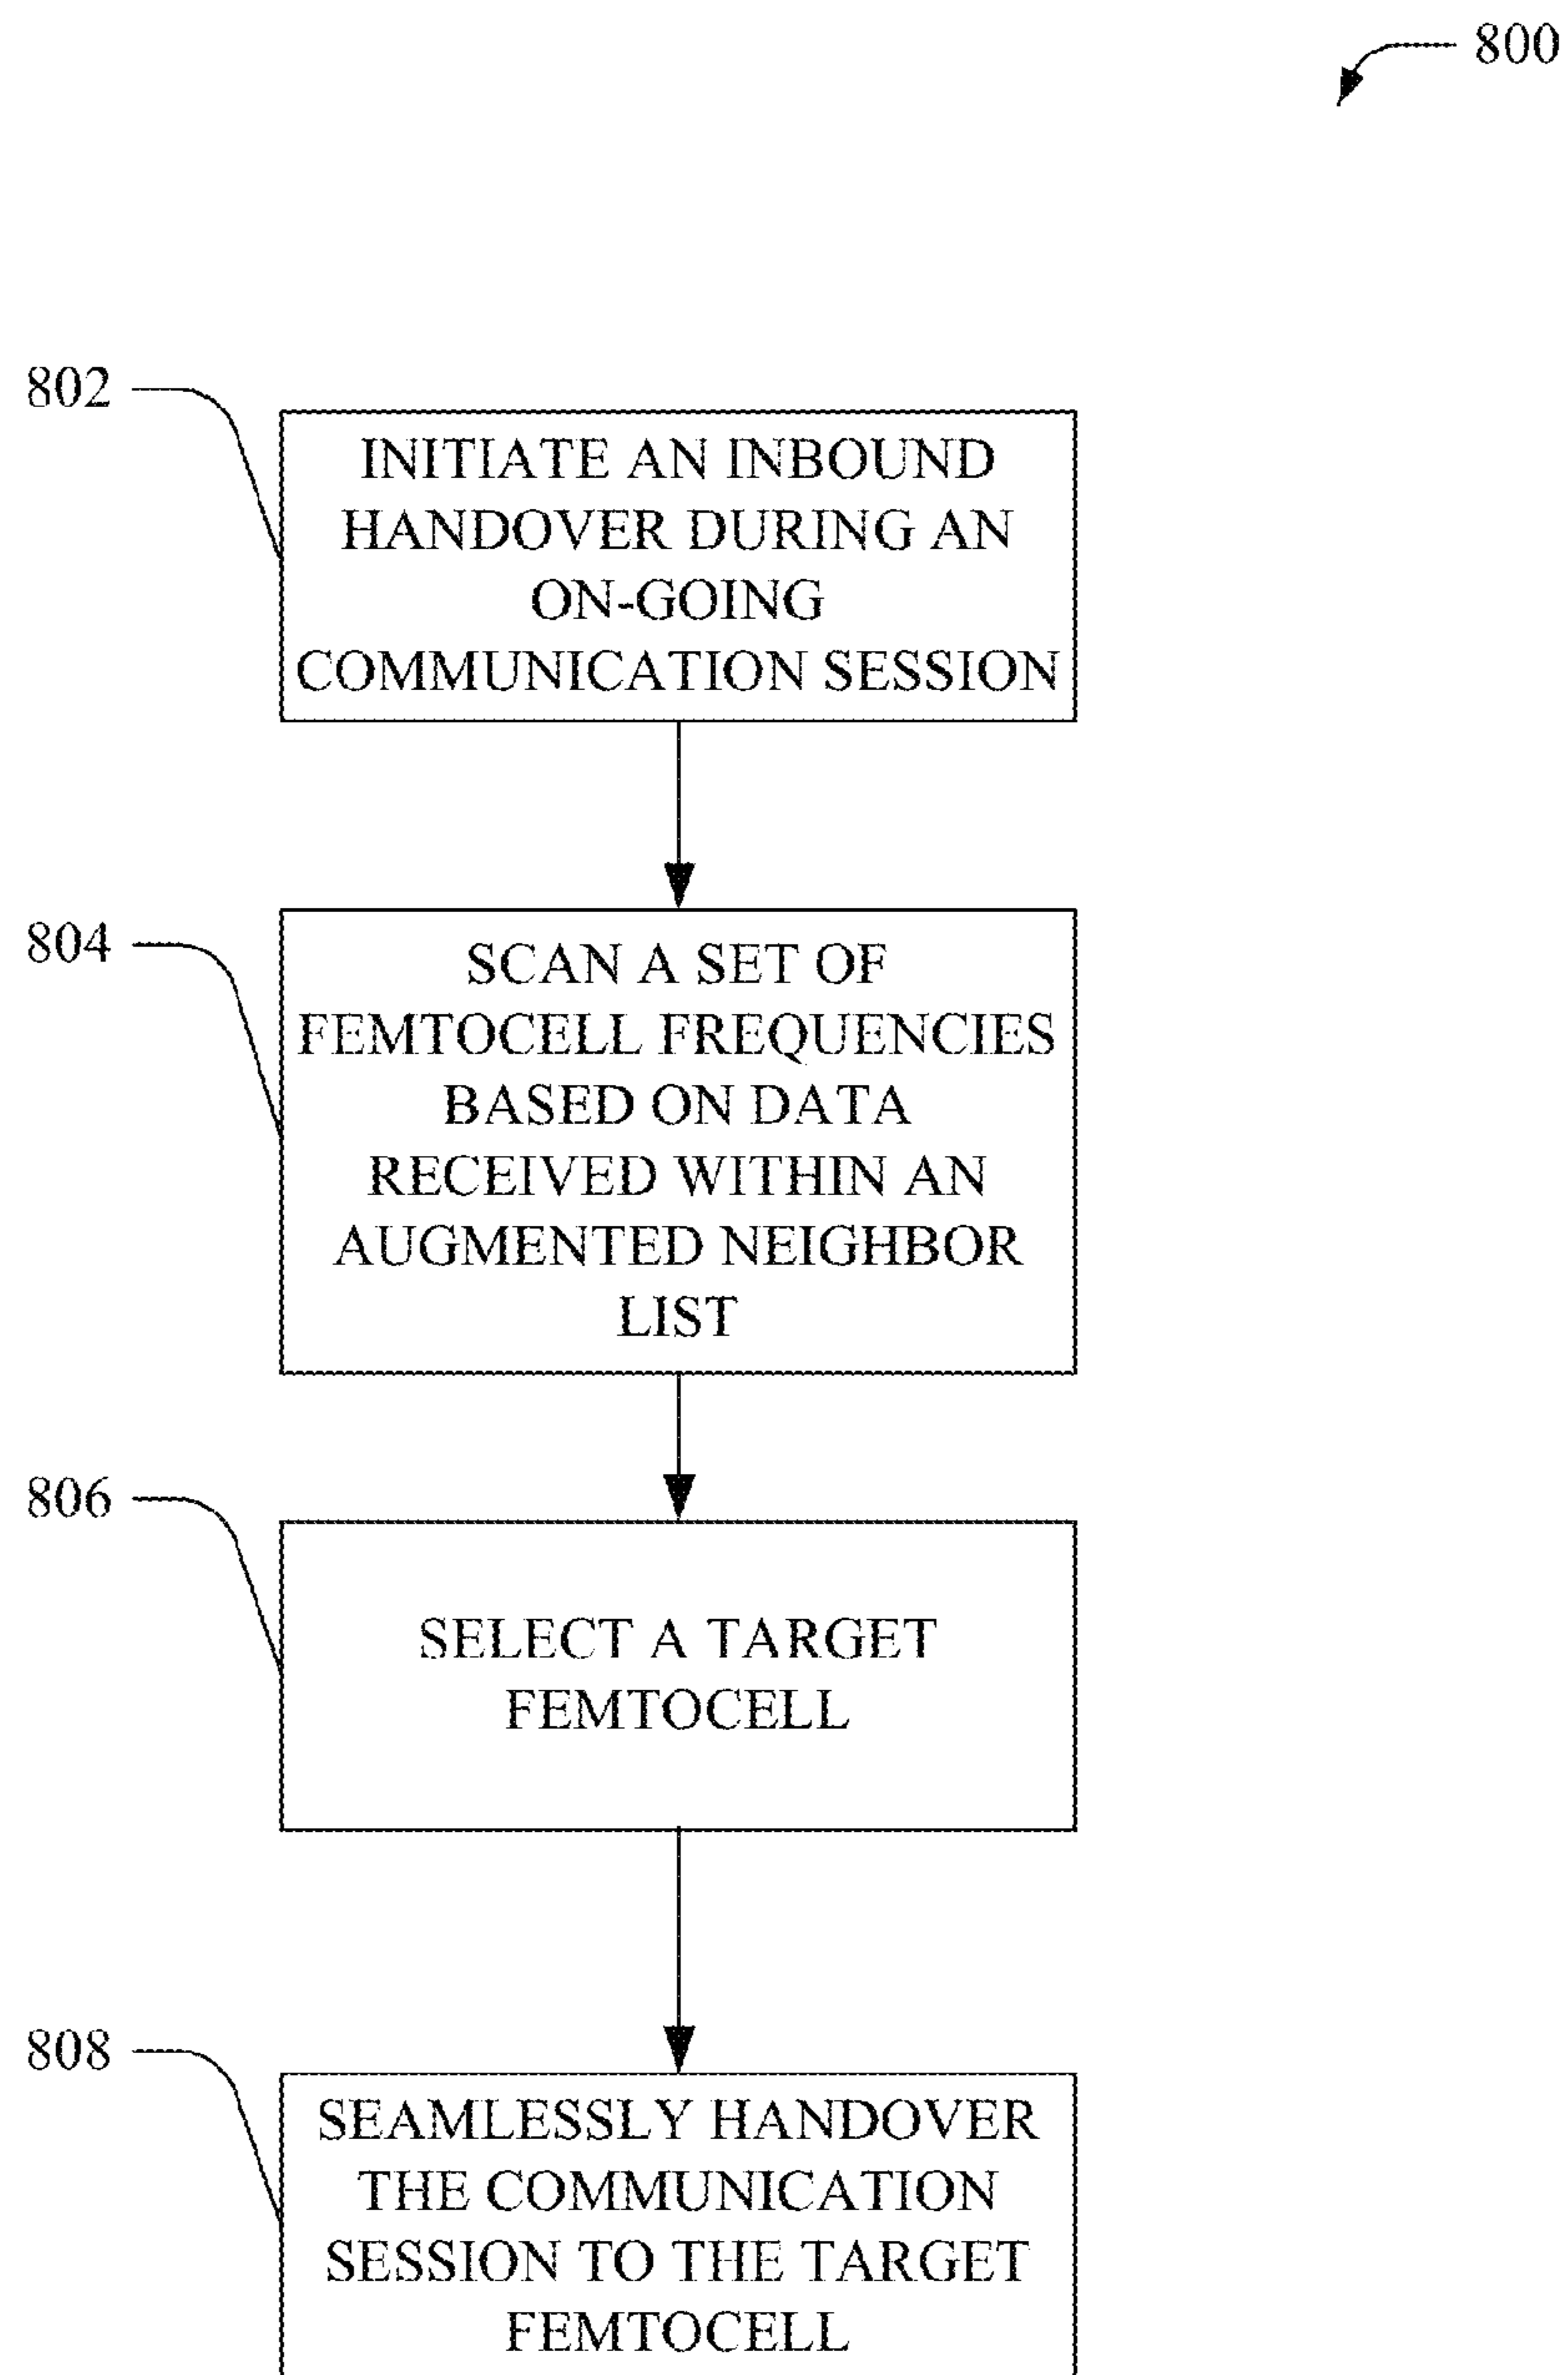 800
802
INITIATE AN INBOUND
HANDOVER DURING AN
ON-GOING
COMMUNICATION SESSION
804
SCAN A SET OF
FEMTOCELL FREQUENCIES
BASED ON DATA
RECEIVED WITHIN AN
AUGMENTED NEIGHBOR
LIST
806
SELECT A TARGET
FEMTOCELL
808
SEAMLESSLY HANDOVER
THE COMMUNICATION
SESSION TO THE TARGET
FEMTOCELL